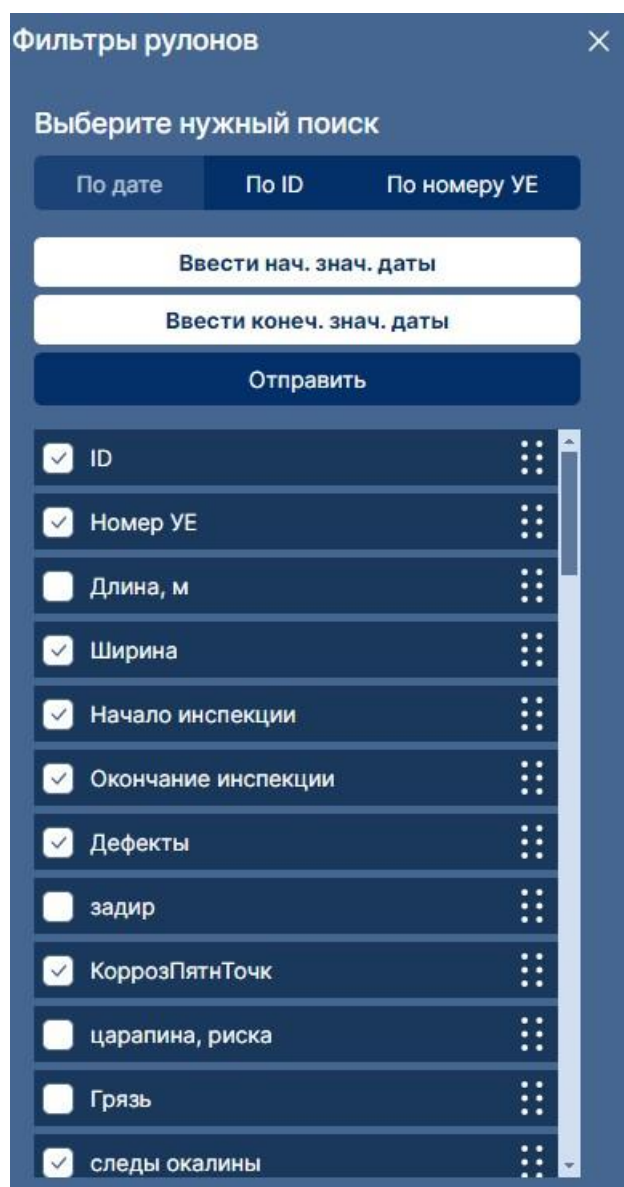 Фильтры рулонов
Выберите нужный поиск
По дате По ID По номеру УЕ
Ввести нач. знач. даты
Ввести конеч. знач. даты
Отправить
ID
Номер УЕ
Длина, м
Ширина
Начало инспекции
Окончание инспекции
Дефекты
задир
КоррозПятнТочк
царапина, риска
Грязь
следы окалины